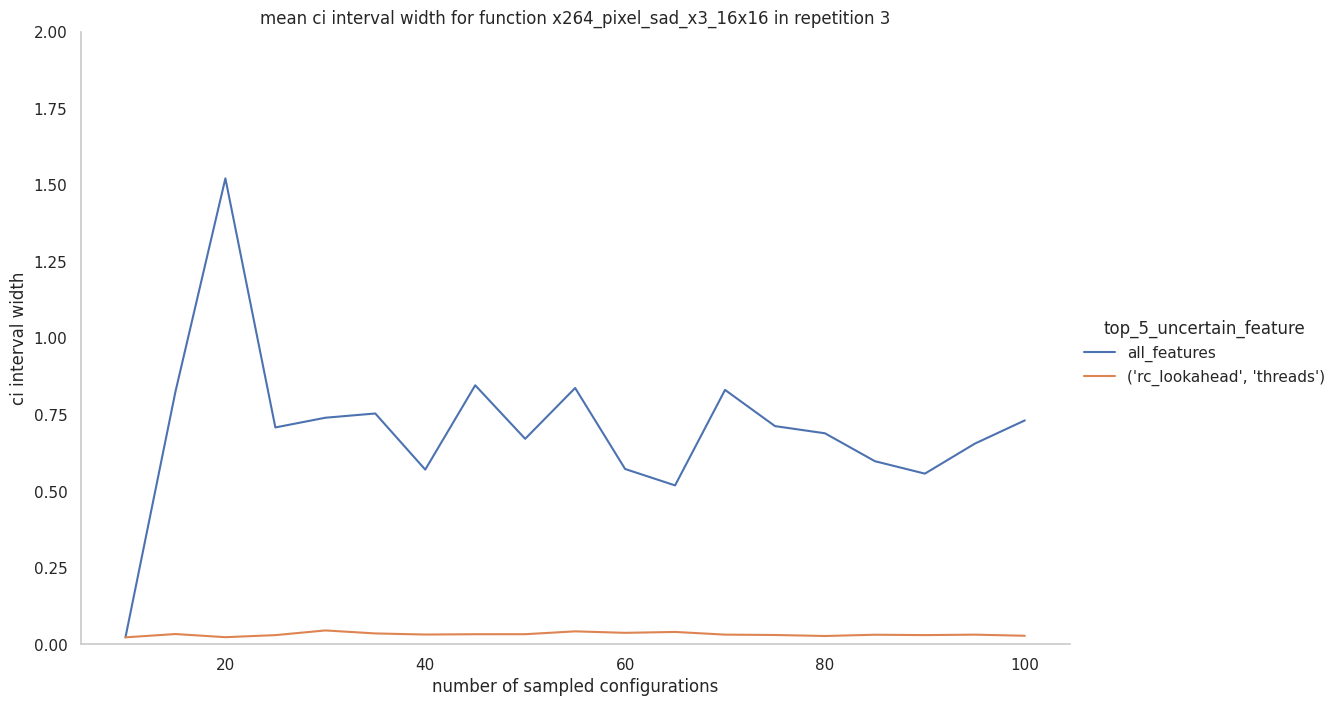 mean ci interval width for function x264_pixel_sad_x3_16x16 in repetition 3
2.00
1.75
1.50
1.25
1.00
0.75
0.50
0.25
0.00
ci interval width
20
40
60
80
100
number of sampled configurations
top_5_uncertain_feature
all_features
('rc_lookahead', 'threads')